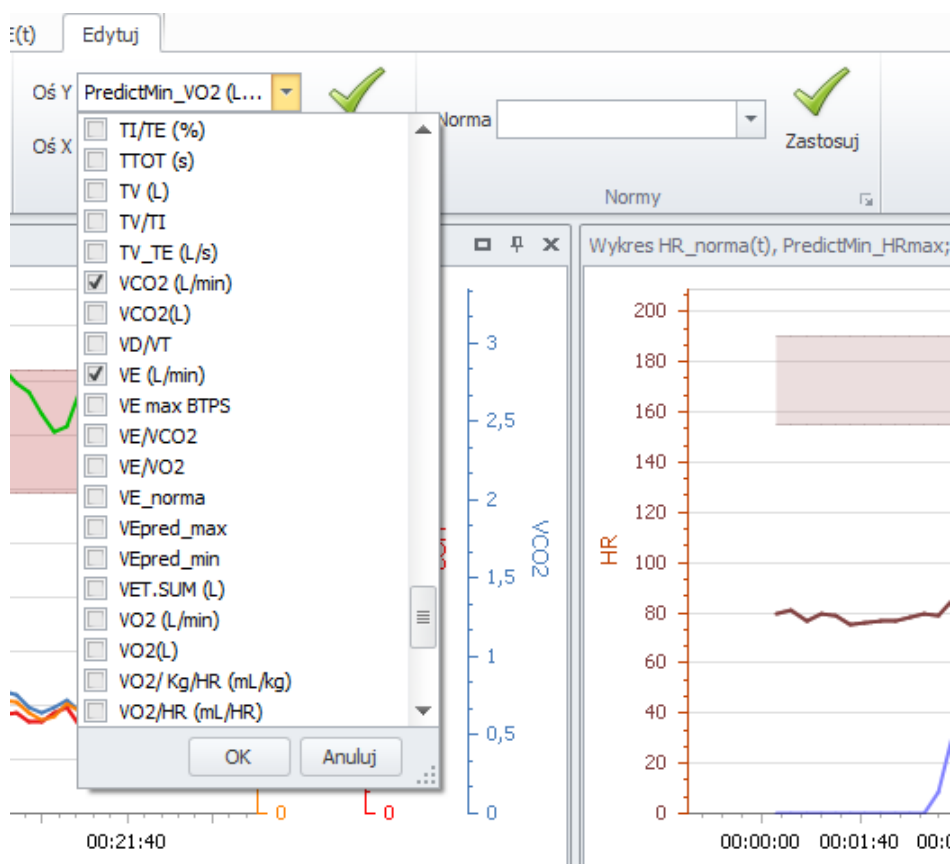 E(t)
Edytuj
Oś Y
PredictMin_VO2 (L...
Oś X
TI/TE (%)
TTOT (s)
TV (L)
TV/TI
TV_TE (L/s)
VCO2 (L/min)
VCO2(L)
VD/VT
VE (L/min)
VE max BTPS
VE/VCO2
VE/VO2
VE_norma
VEpred_max
VEpred_min
VET.SUM (L)
VO2 (L/min)
VO2(L)
VO2/ Kg/HR (mL/kg)
VO2/HR (mL/HR)
OK
Anuluj
Norma
Zastosuj
Normy
3
2,5
2
1,5
1
0,5
0
VCO2
0
0
00:21:40
Wykres HR_norma(t), PredictMin_HRmax;
200
180
160
140
120
100
80
60
40
20
0
HR
00:00:00
00:01:40